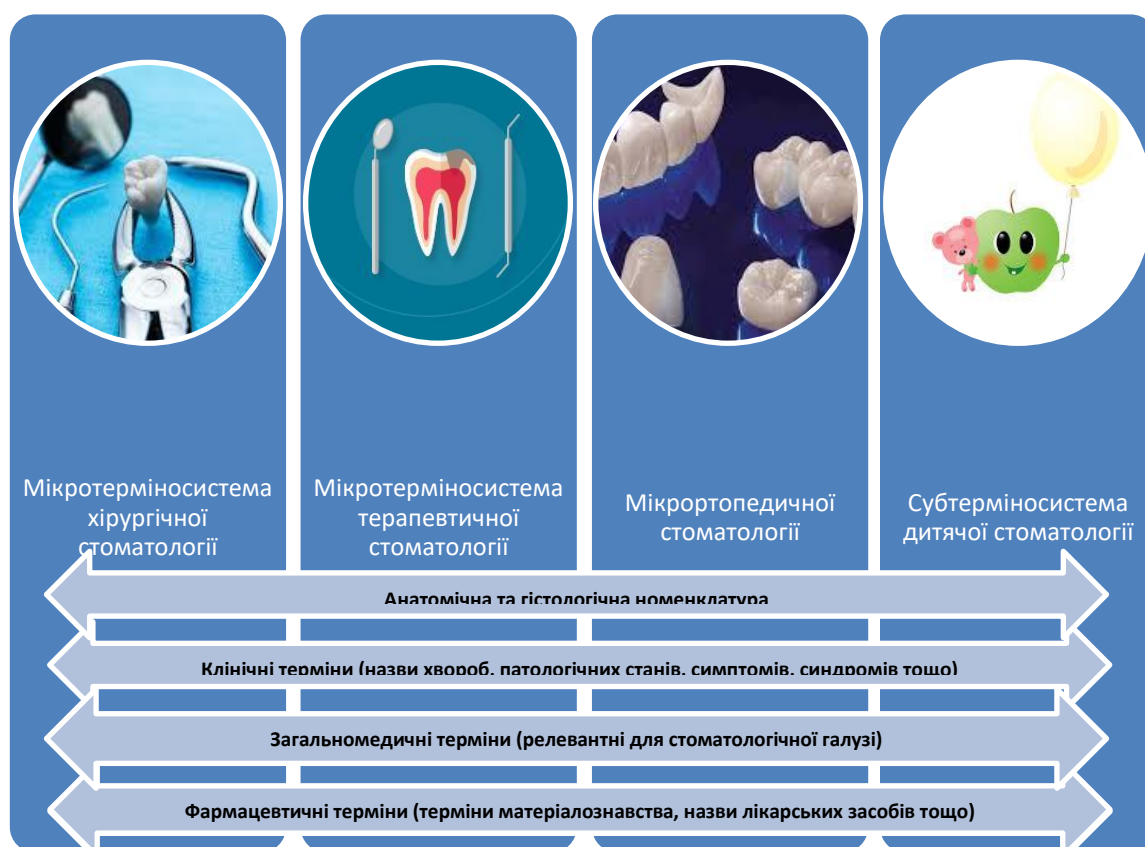 Мікротерміносистема
хірургічної
стоматології
Мікротерміносистема
терапевтичної
стоматології
Мікрортопедичної
стоматології
Субтерміносистема
дитячої стоматології
Анатомічна та гістологічна номенклатура
Клінічні терміни (назви хвороб, патологічних станів, симптомів, синдромів тощо)
Загальномедичні терміни (релевантні для стоматологічної галузі)
Фармацевтичні терміни (терміни матеріалознавства, назви лікарських засобів тощо)